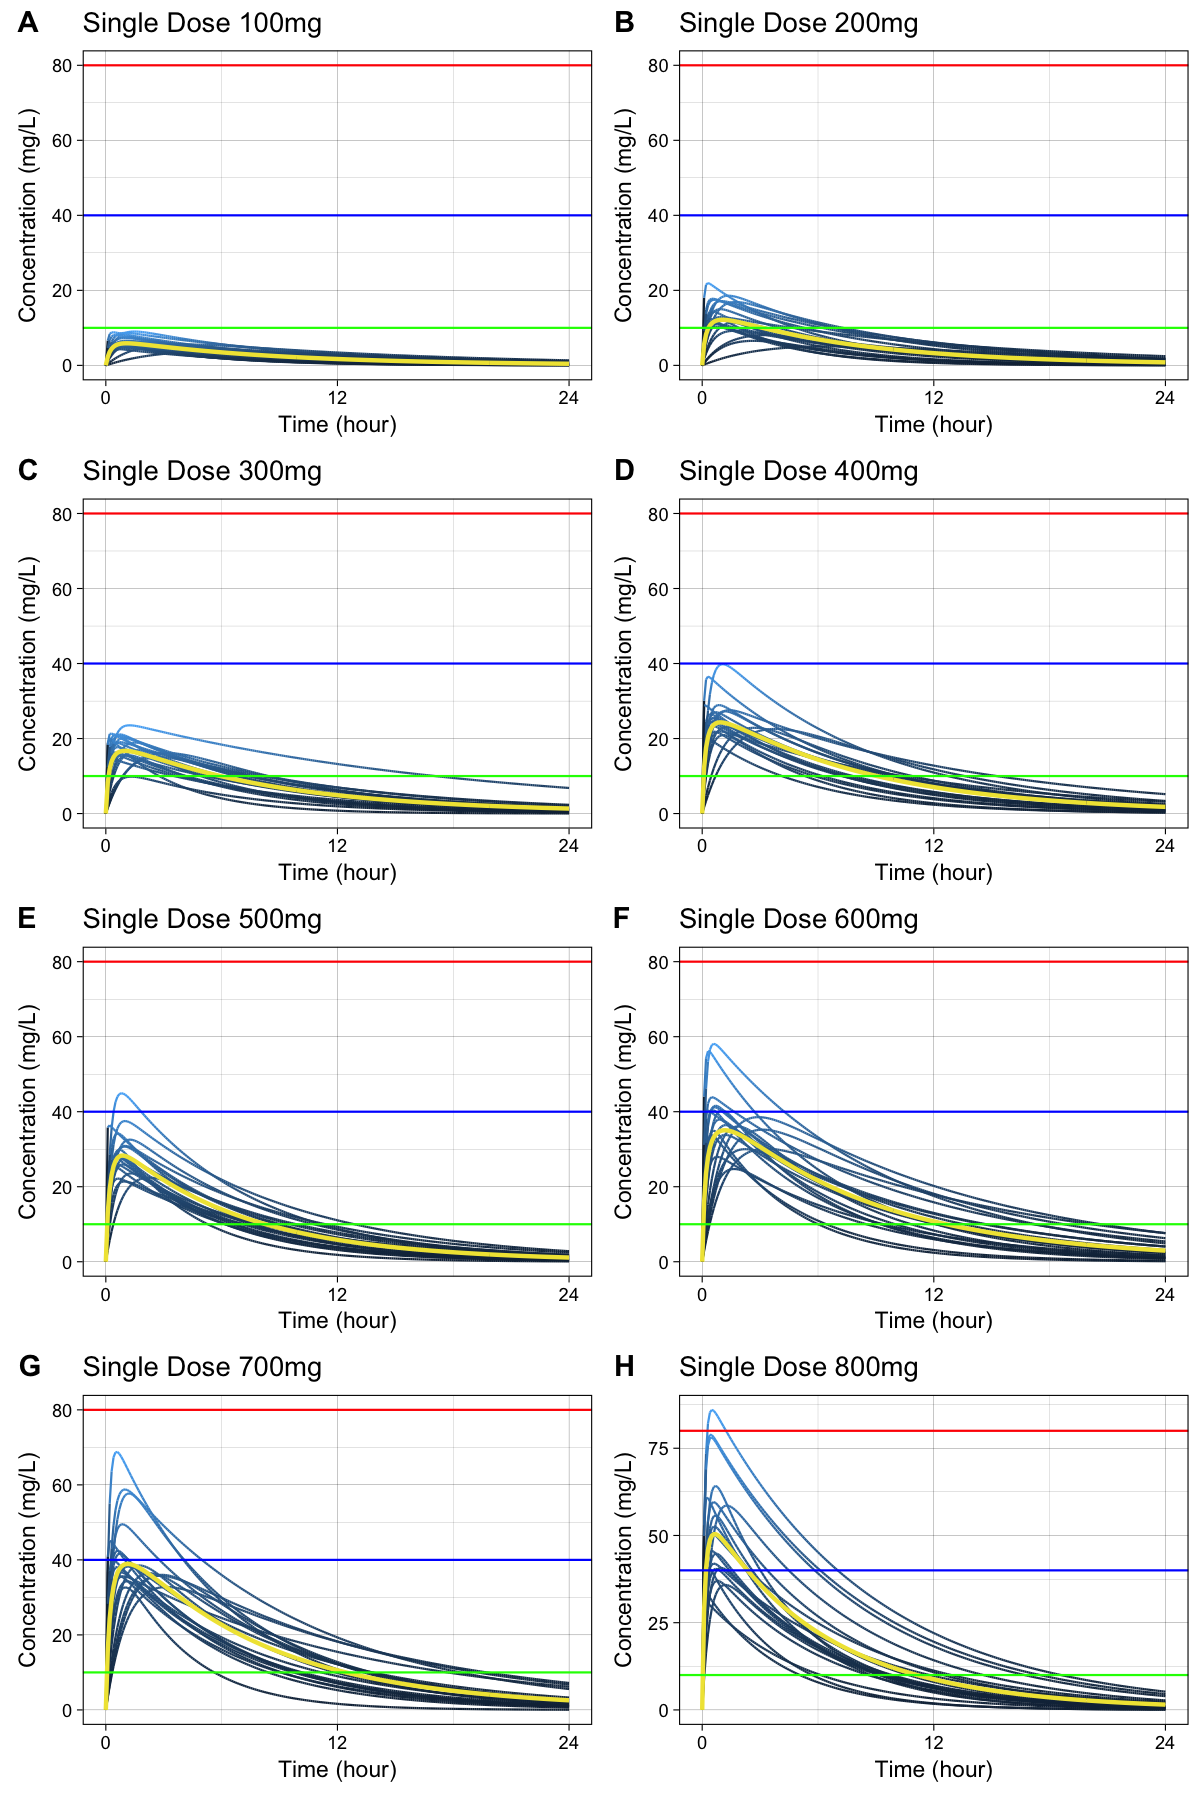 A Single Dose 100mg
Concentration (mg/L)
80
60
40
20
0
0 12 24
Time (hour)
B Single Dose 200mg
Concentration (mg/L)
80
60
40
20
0
0 12 24
Time (hour)
C Single Dose 300mg
Concentration (mg/L)
80
60
40
20
0
0 12 24
Time (hour)
D Single Dose 400mg
Concentration (mg/L)
80
60
40
20
0
0 12 24
Time (hour)
E Single Dose 500mg
Concentration (mg/L)
80
60
40
20
0
0 12 24
Time (hour)
F Single Dose 600mg
Concentration (mg/L)
80
60
40
20
0
0 12 24
Time (hour)
G Single Dose 700mg
Concentration (mg/L)
80
60
40
20
0
0 12 24
Time (hour)
H Single Dose 800mg
Concentration (mg/L)
75
50
25
0
0 12 24
Time (hour)